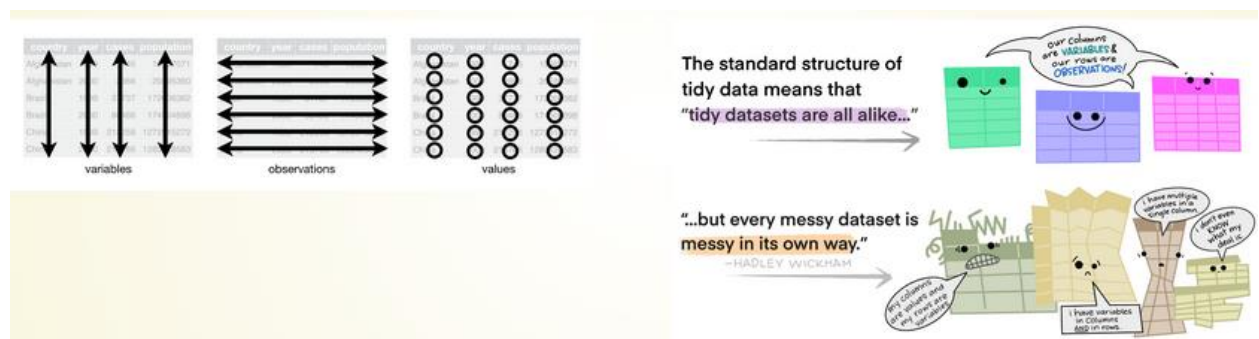 country year cases population
country year cases population
country year cases population
variables
observations
values
The standard structure of
tidy data means that
"tidy datasets are all alike..."
our columns
are VARIABLES &
our rows are
OBSERVATIONS!
"...but every messy dataset is
messy in its own way."
-HADLEY WICKHAM
my columns
are values and
my rows are
variables
i have variables
in columns
AND in rows.
i have multiple
variables in a
single column.
i don't even
KNOW
what my
deal is.